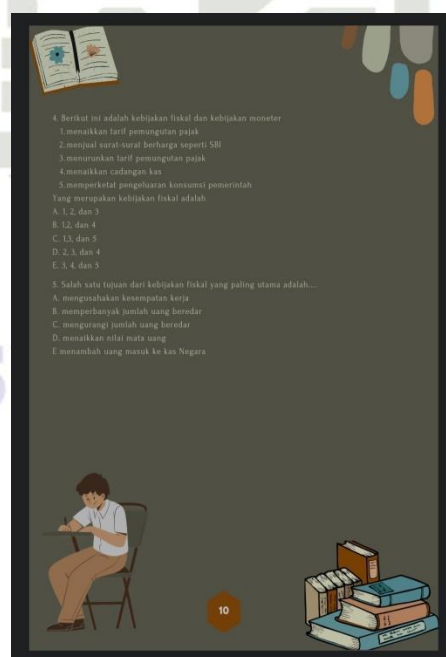 4. Berikut ini adalah kebijakan fiskal dan kebijakan moneter
1. menaikkan tarif pemungutan pajak
2. menjual surat-surat berharga seperti SBI
3. menurunkan tarif pemungutan pajak
4. menaikkan cadangan kas
5. memperketat pengeluaran konsumsi pemerintah
Yang merupakan kebijakan fiskal adalah
A. 1, 2, dan 3
B. 1,2, dan 4
C. 1,3, dan 5
D. 2, 3, dan 4
E. 3, 4, dan 5
5. Salah satu tujuan dari kebijakan fiskal yang paling utama adalah....
A. mengusahakan kesempatan kerja
B. memperbanyak jumlah uang beredar
C. mengurangi jumlah uang beredar
D. menaikkan nilai mata uang
E menambah uang masuk ke kas Negara
10